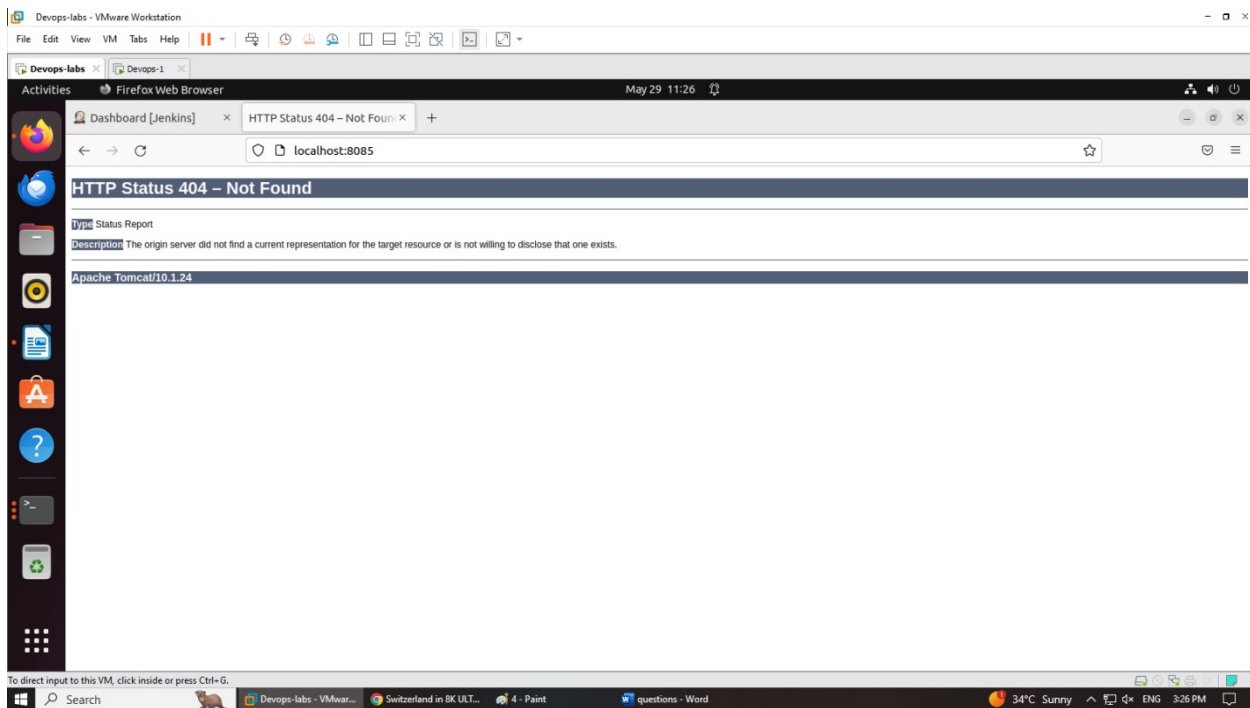 Devops-labs - VMware Workstation
File Edit View VM Tabs Help
Devops-labs Devops-1
Activities Firefox Web Browser May 29 11:26
Dashboard [Jenkins] HTTP Status 404 – Not Foun
localhost:8085
HTTP Status 404 – Not Found
Type Status Report
Description The origin server did not find a current representation for the target resource or is not willing to disclose that one exists.
Apache Tomcat/10.1.24
To direct input to this VM, click inside or press Ctrl+G.
Search Devops-labs - VMwar... Switzerland in 8K ULT... 4 - Paint questions - Word 34°C Sunny ENG 3:26 PM